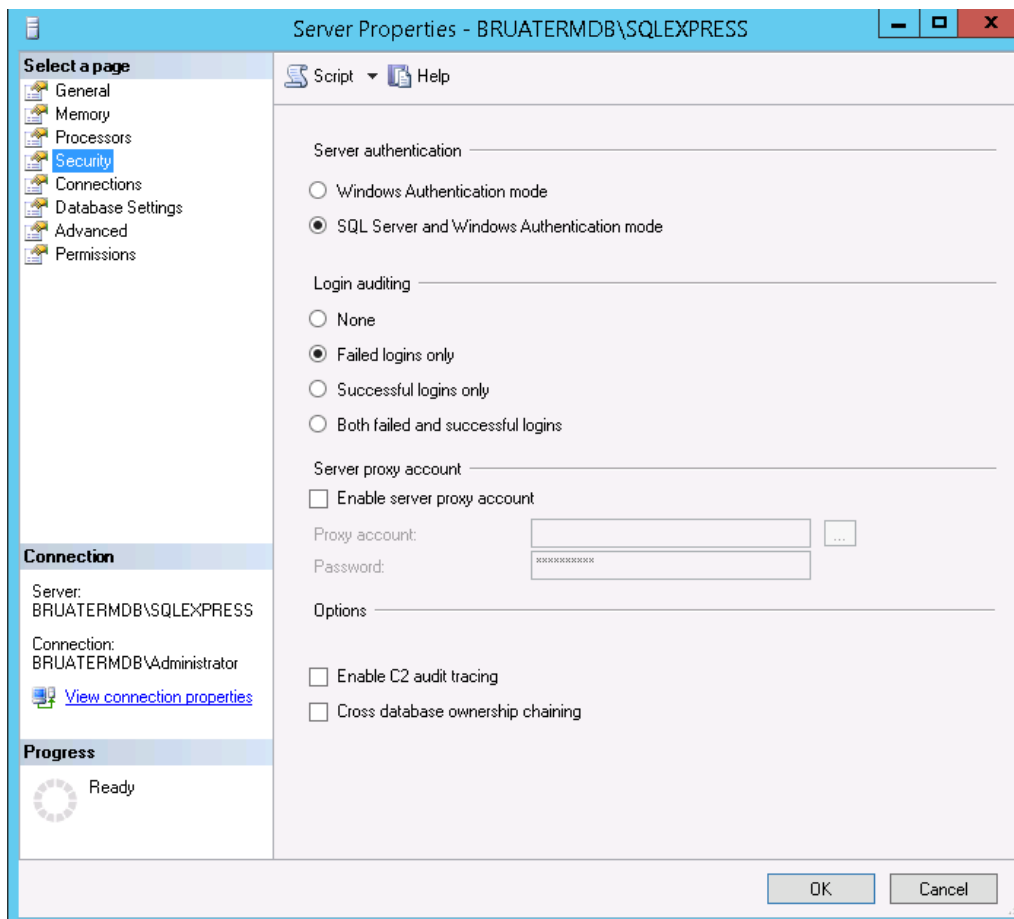 Server Properties - BRUATERMDB\SQLEXPRESS
Select a page
General
Memory
Processors
Security
Connections
Database Settings
Advanced
Permissions
Script
Help
Server authentication
Windows Authentication mode
SQL Server and Windows Authentication mode
Login auditing
None
Failed logins only
Successful logins only
Both failed and successful logins
Server proxy account
Enable server proxy account
Proxy account:
...
Password:
**********
Options
Enable C2 audit tracing
Cross database ownership chaining
Connection
Server:
BRUATERMDB\SQLEXPRESS
Connection:
BRUATERMDB\Administrator
View connection properties
Progress
Ready
OK
Cancel